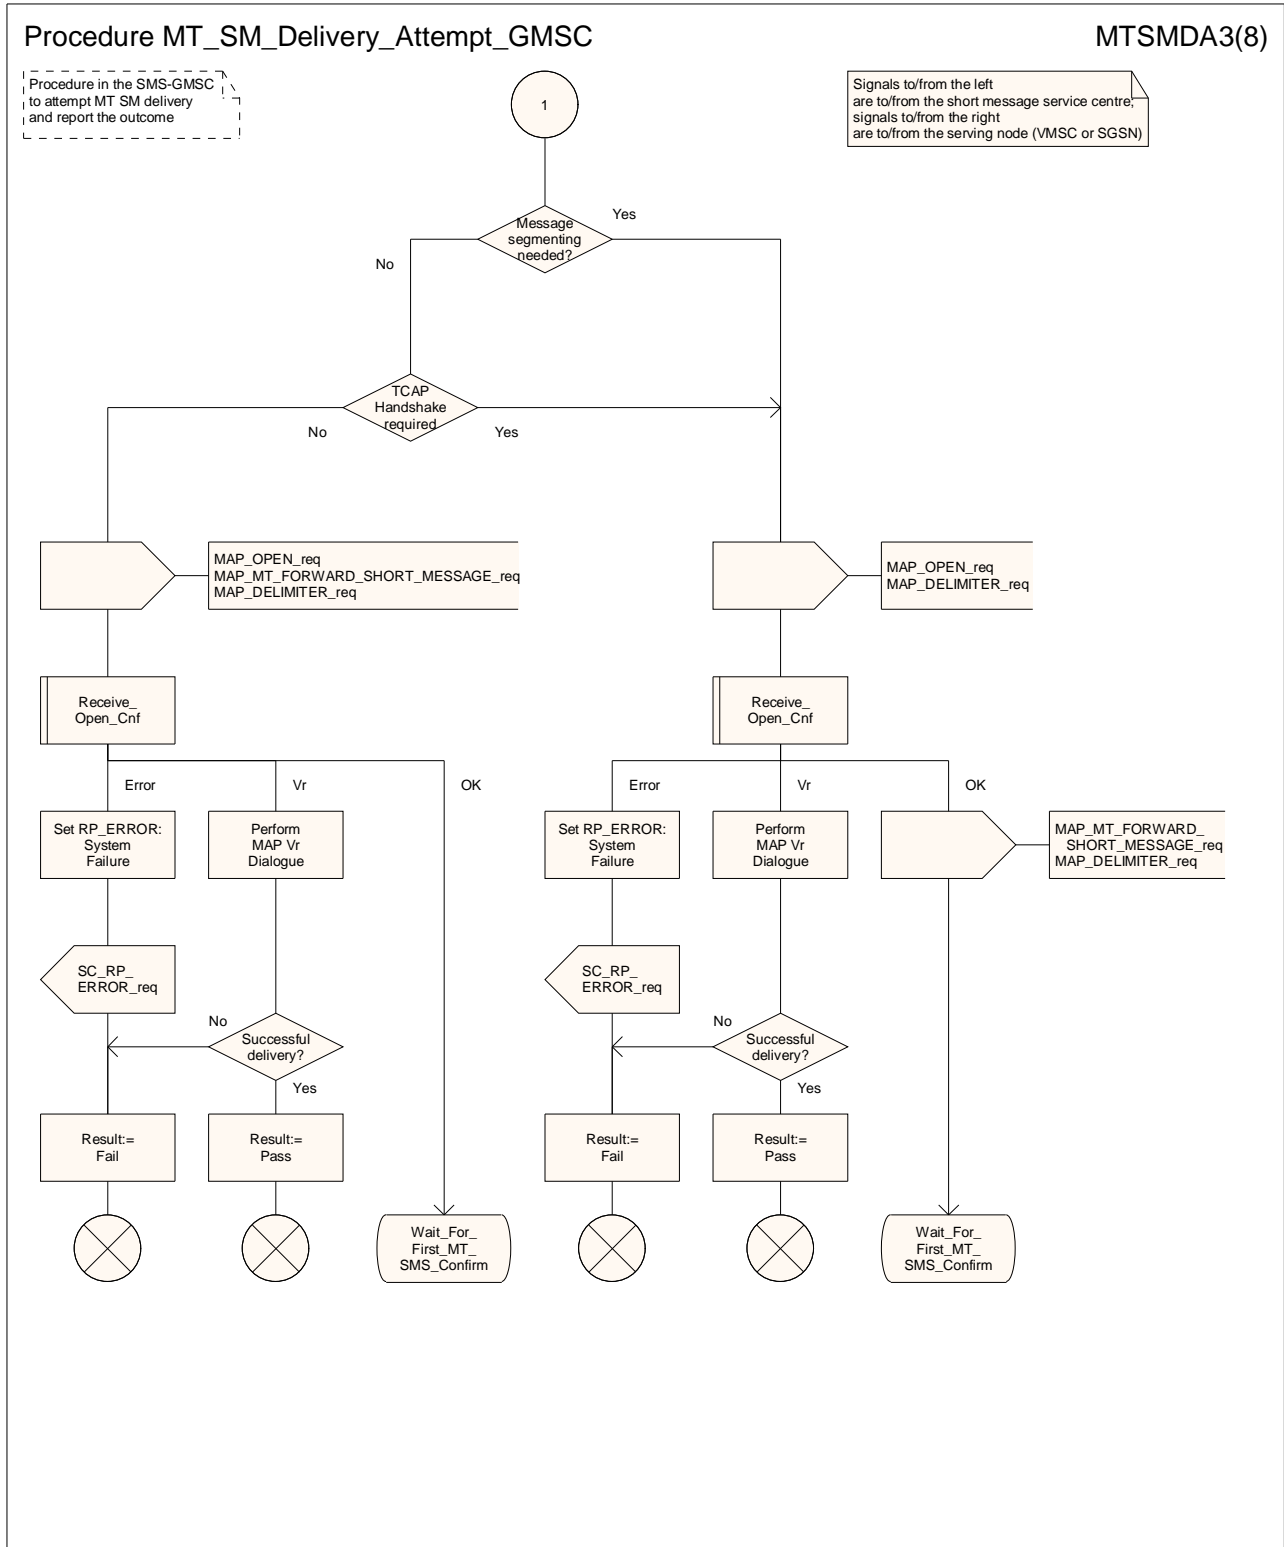 Procedure MT_SM_Delivery_Attempt_GMSC
MTSMDA3(8)
Procedure in the SMS-GMSC
to attempt MT SM delivery
and report the outcome
1
Signals to/from the left
are to/from the short message service centre;
signals to/from the right
are to/from the serving node (VMSC or SGSN)
Message
segmenting
needed?
Yes
No
TCAP
Handshake
required
No
Yes
MAP_OPEN_req
MAP_MT_FORWARD_SHORT_MESSAGE_req
MAP_DELIMITER_req
MAP_OPEN_req
MAP_DELIMITER_req
Receive_
Open_Cnf
Receive_
Open_Cnf
Error
Vr
OK
Error
Vr
OK
Set RP_ERROR:
System
Failure
Perform
MAP Vr
Dialogue
Set RP_ERROR:
System
Failure
Perform
MAP Vr
Dialogue
MAP_MT_FORWARD_
SHORT_MESSAGE_req
MAP_DELIMITER_req
SC_RP_
ERROR_req
SC_RP_
ERROR_req
No
Successful
delivery?
Yes
No
Successful
delivery?
Yes
Result:=
Fail
Result:=
Pass
Result:=
Fail
Result:=
Pass
Wait_For_
First_MT_
SMS_Confirm
Wait_For_
First_MT_
SMS_Confirm